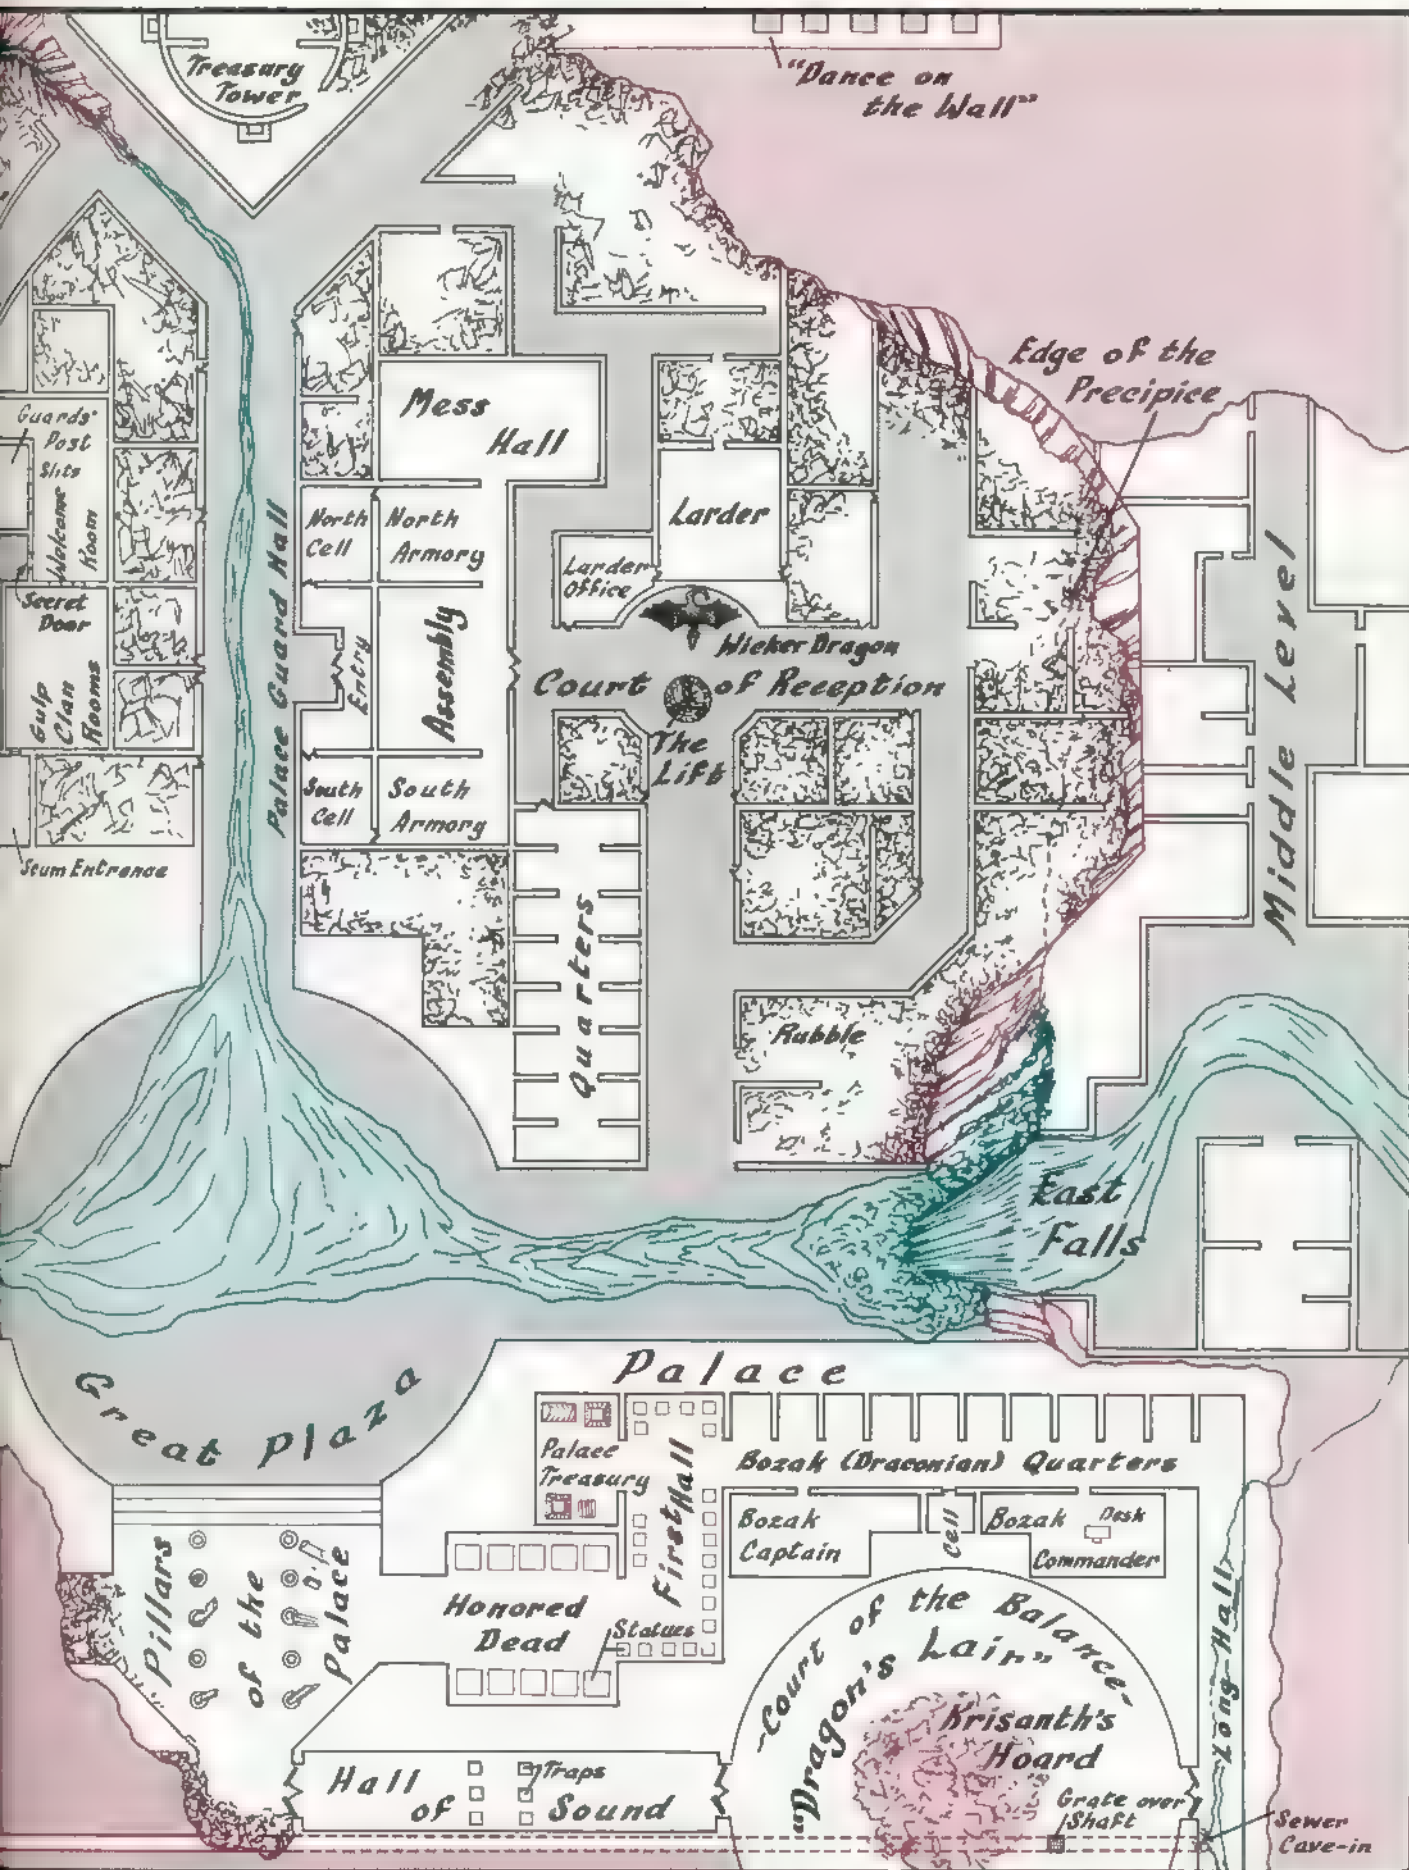 Treasury
Tower
"Dance on
the Wall"
Edge of the
Precipice
Guards'
Post
Slits
Welcome
Room
Mess
Hall
Larder
North
Cell
North
Armory
Larder
Office
Secret
Door
Palace Guard Hall
Entry
Assembly
Wicker Dragon
Court of Reception
The
Lift
Gulp
Clan
Rooms
South
Cell
South
Armory
Scum Entrance
Middle Level
Quarters
Rubble
East
Falls
Great Plaza
Palace
Palace
Treasury
First Hall
Bozak (Draconian) Quarters
Bozak
Captain
Cell
Bozak
Desk
Commander
Pillars
of the
Palace
Honored
Dead
Statues
Long Hall
-Court of the Balance-
"Dragon's Lair"
Krisanth's
Hoard
Hall
of
Sound
Traps
Grate over
Shaft
Sewer
Cave-in